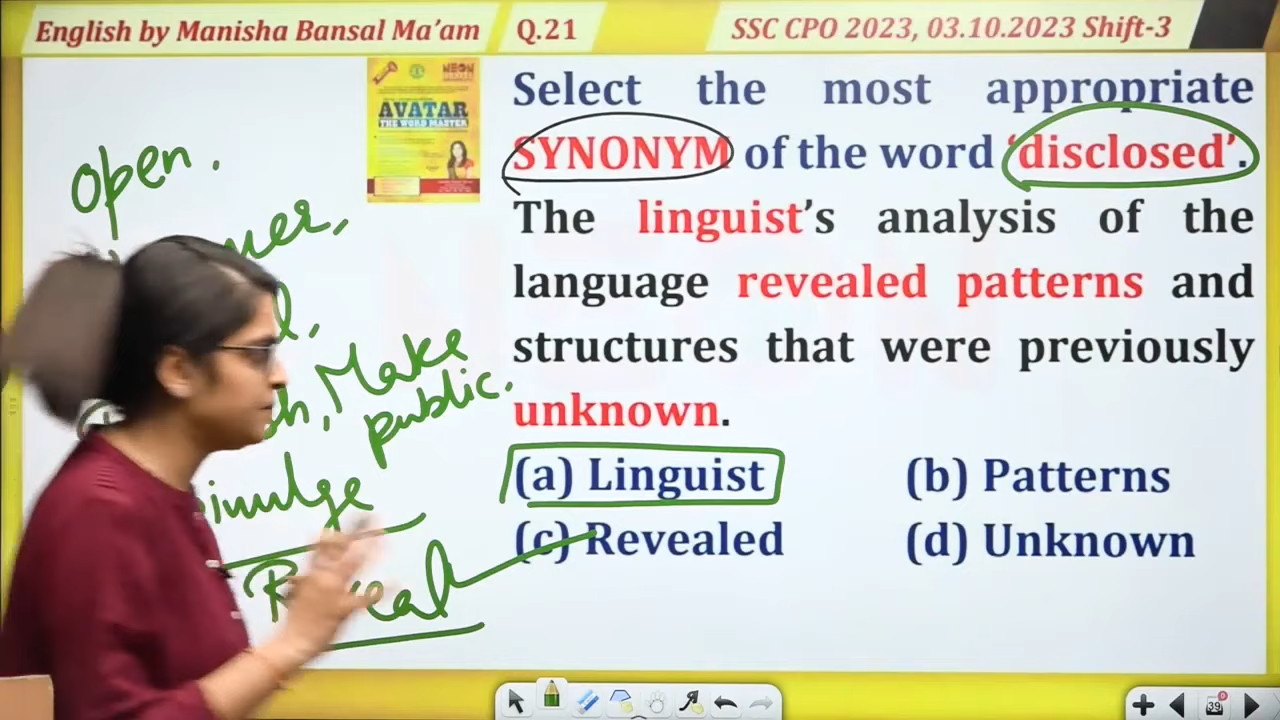 English by Manisha Bansal Ma'am
Q.21
SSC CPO 2023, 03.10.2023 Shift-3
NEON
AVATAR
THE WORD MASTER
Select the most appropriate
SYNONYM of the word 'disclosed'.
The linguist's analysis of the
language revealed patterns and
structures that were previously
unknown.
(a) Linguist
(b) Patterns
(c) Revealed
(d) Unknown
open.
Make
public.
39